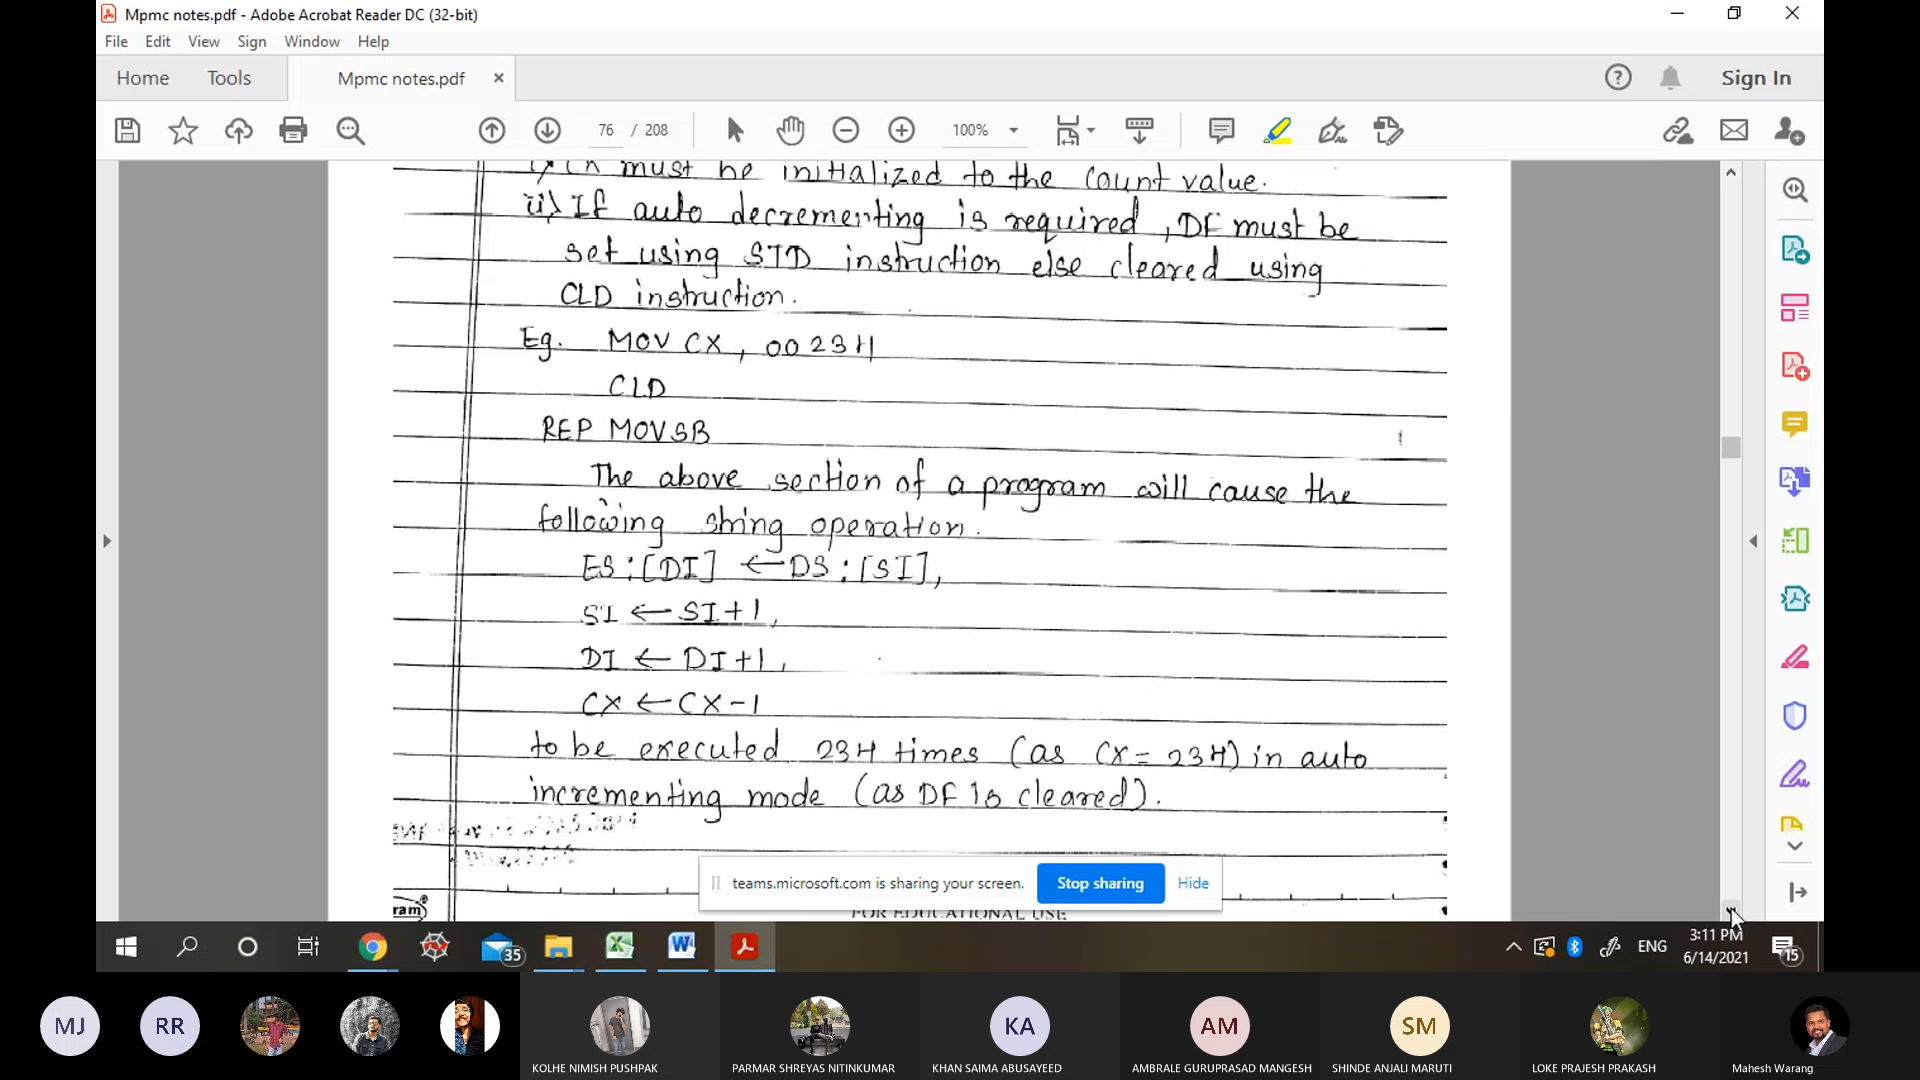 Mpmc notes.pdf - Adobe Acrobat Reader DC (32-bit)
File Edit View Sign Window Help
Home Tools Mpmc notes.pdf × Sign In
76 / 208 100%
must be initialized to the count value.
ii) If auto decrementing is required, DF must be
set using STD instruction else cleared using
CLD instruction.
Eg. MOV CX, 0023H
CLD
REP MOVSB
The above section of a program will cause the
following string operation.
ES:[DI] ← DS:[SI],
SI ← SI+1,
DI ← DI+1,
CX ← CX-1
to be executed 23H times (as CX = 23H) in auto
incrementing mode (as DF is cleared).
teams.microsoft.com is sharing your screen. Stop sharing Hide
ram
FOR EDUCATIONAL USE
35
ENG
3:11 PM
6/14/2021
15
MJ RR KA AM SM
KOLHE NIMISH PUSHPAK PARMAR SHREYAS NITINKUMAR KHAN SAIMA ABUSAYEED AMBRALE GURUPRASAD MANGESH SHINDE ANJALI MARUTI LOKE PRAJESH PRAKASH Mahesh Warang